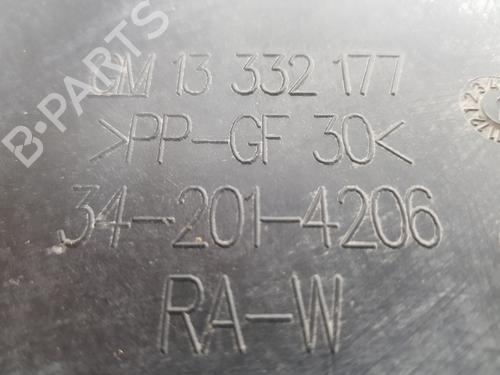 B-PARTS
GM 13 332 177
>PP-GF 30<
34-201-4206
RA-W